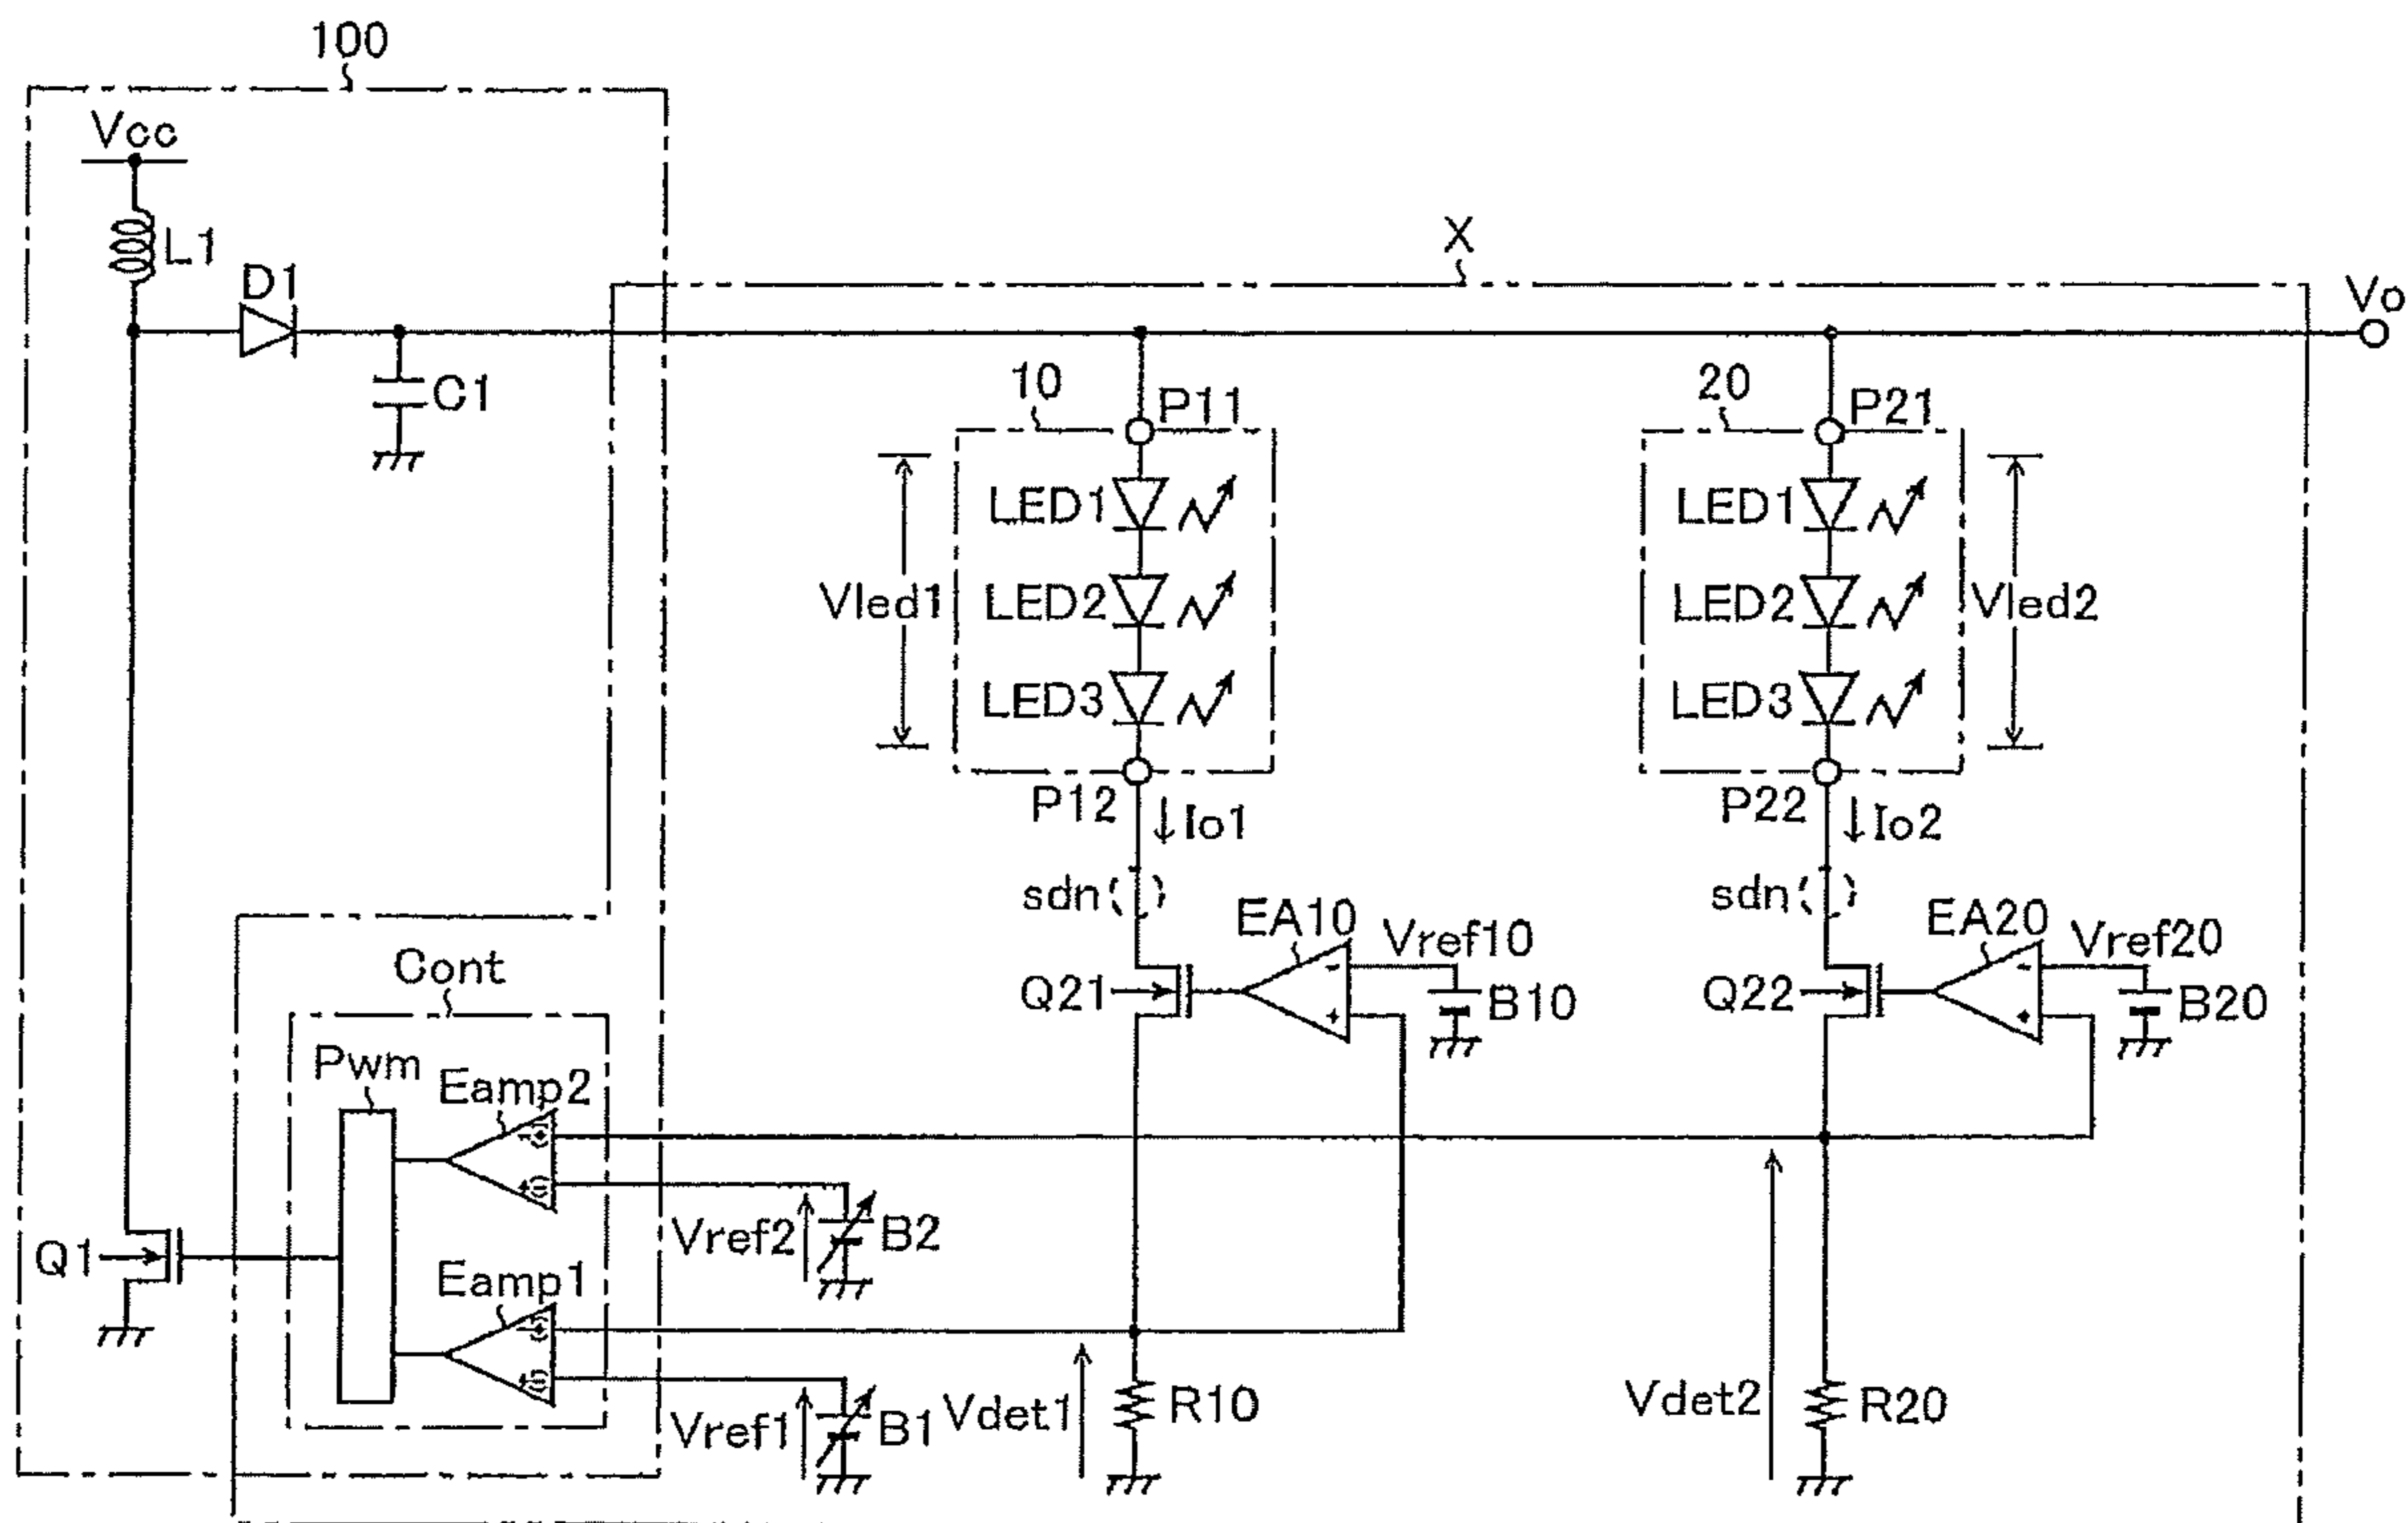 100
Vcc
L1
D1
C1
X
Vo
10
P11
20
P21
LED1
LED2
LED3
Vled1
LED1
LED2
LED3
Vled2
P12
Io1
P22
Io2
sdn
sdn
EA10
Vref10
EA20
Vref20
Q21
- 
+
B10
Q22
-
+
B20
Cont
Pwm
Eamp2
Vref2
B2
Q1
Eamp1
Vref1
B1
Vdet1
R10
Vdet2
R20